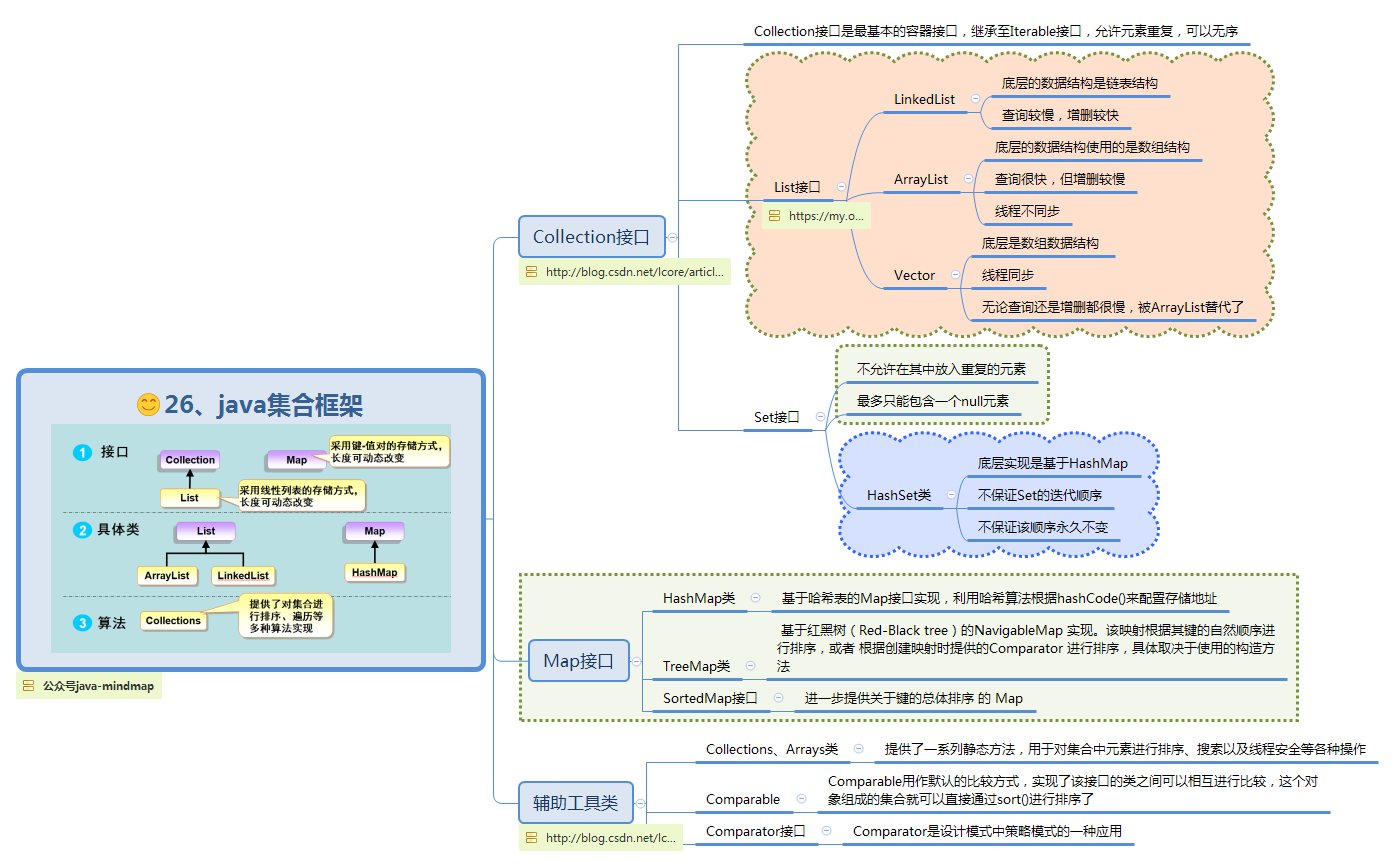 Collection接口是最基本的容器接口，继承至Iterable接口，允许元素重复，可以无序
LinkedList
底层的数据结构是链表结构
查询较慢，增删较快
List接口
https://my.o...
ArrayList
底层的数据结构使用的是数组结构
查询很快，但增删较慢
线程不同步
Vector
底层是数组数据结构
线程同步
无论查询还是增删都很慢，被ArrayList替代了
Collection接口
http://blog.csdn.net/lcore/articl...
Set接口
不允许在其中放入重复的元素
最多只能包含一个null元素
HashSet类
底层实现是基于HashMap
不保证Set的迭代顺序
不保证该顺序永久不变
26、java集合框架
1 接口
Collection
Map
采用键-值对的存储方式，
长度可动态改变
List
采用线性列表的存储方式，
长度可动态改变
2 具体类
List
Map
ArrayList
LinkedList
HashMap
3 算法
Collections
提供了对集合进
行排序、遍历等
多种算法实现
公众号java-mindmap
Map接口
HashMap类
基于哈希表的Map接口实现，利用哈希算法根据hashCode()来配置存储地址
TreeMap类
基于红黑树（Red-Black tree）的NavigableMap 实现。该映射根据其键的自然顺序进
行排序，或者 根据创建映射时提供的Comparator 进行排序，具体取决于使用的构造方
法
SortedMap接口
进一步提供关于键的总体排序 的 Map
辅助工具类
http://blog.csdn.net/lc...
Collections、Arrays类
提供了一系列静态方法，用于对集合中元素进行排序、搜索以及线程安全等各种操作
Comparable
Comparable用作默认的比较方式，实现了该接口的类之间可以相互进行比较，这个对
象组成的集合就可以直接通过sort()进行排序了
Comparator接口
Comparator是设计模式中策略模式的一种应用